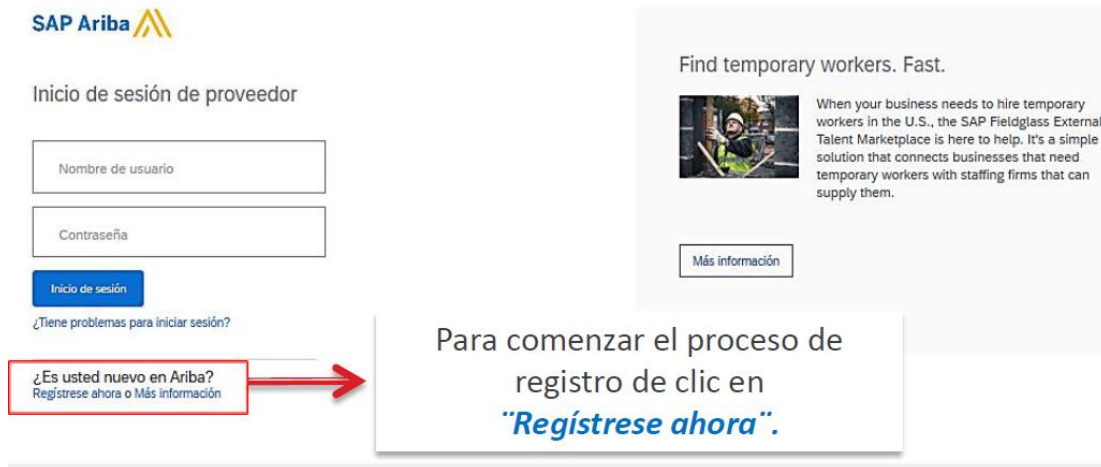 SAP Ariba
Inicio de sesión de proveedor
Nombre de usuario
Contraseña
Inicio de sesión
¿Tiene problemas para iniciar sesión?
¿Es usted nuevo en Ariba?
Regístrese ahora o Más información
Find temporary workers. Fast.
When your business needs to hire temporary
workers in the U.S., the SAP Fieldglass External
Talent Marketplace is here to help. It's a simple
solution that connects businesses that need
temporary workers with staffing firms that can
supply them.
Más información
Para comenzar el proceso de
registro de clic en
¨Regístrese ahora¨.